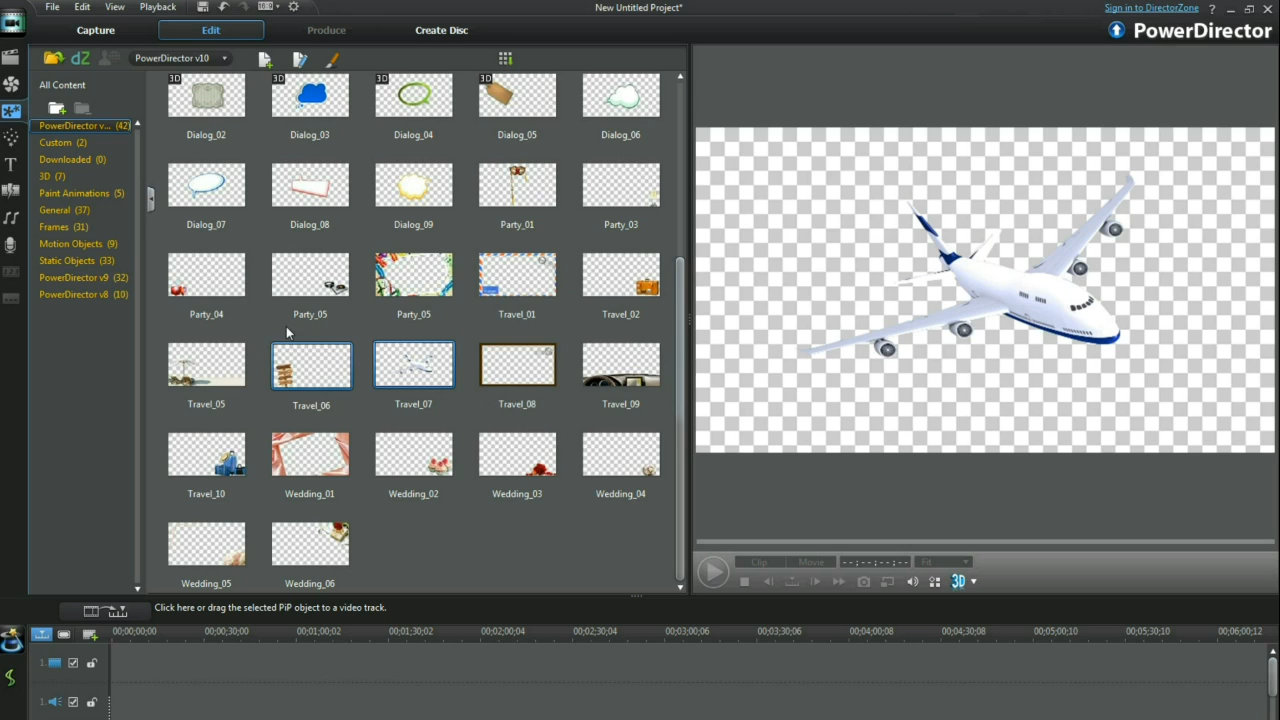 File Edit View Playback New Untitled Project* Sign in to DirectorZone ?
Capture Edit Produce Create Disc PowerDirector
dZ PowerDirector v10
All Content
PowerDirector v... (42)
Custom (2)
Downloaded (0)
3D (7)
Paint Animations (5)
General (37)
Frames (31)
Motion Objects (9)
Static Objects (33)
PowerDirector v9 (32)
PowerDirector v8 (10)
3D 3D 3D 3D
Dialog_02 Dialog_03 Dialog_04 Dialog_05 Dialog_06
Dialog_07 Dialog_08 Dialog_09 Party_01 Party_03
Party_04 Party_05 Party_05 Travel_01 Travel_02
Travel_05 Travel_06 Travel_07 Travel_08 Travel_09
Travel_10 Wedding_01 Wedding_02 Wedding_03 Wedding_04
Wedding_05 Wedding_06
Clip Movie --:--:--:-- Fit
3D
Click here or drag the selected PiP object to a video track.
00;00;00;00 00;00;30;00 00;01;00;02 00;01;30;02 00;02;00;04 00;02;30;04 00;03;00;06 00;03;30;06 00;04;00;08 00;04;30;08 00;05;00;10 00;05;30;10 00;06;00;12
1.
1.